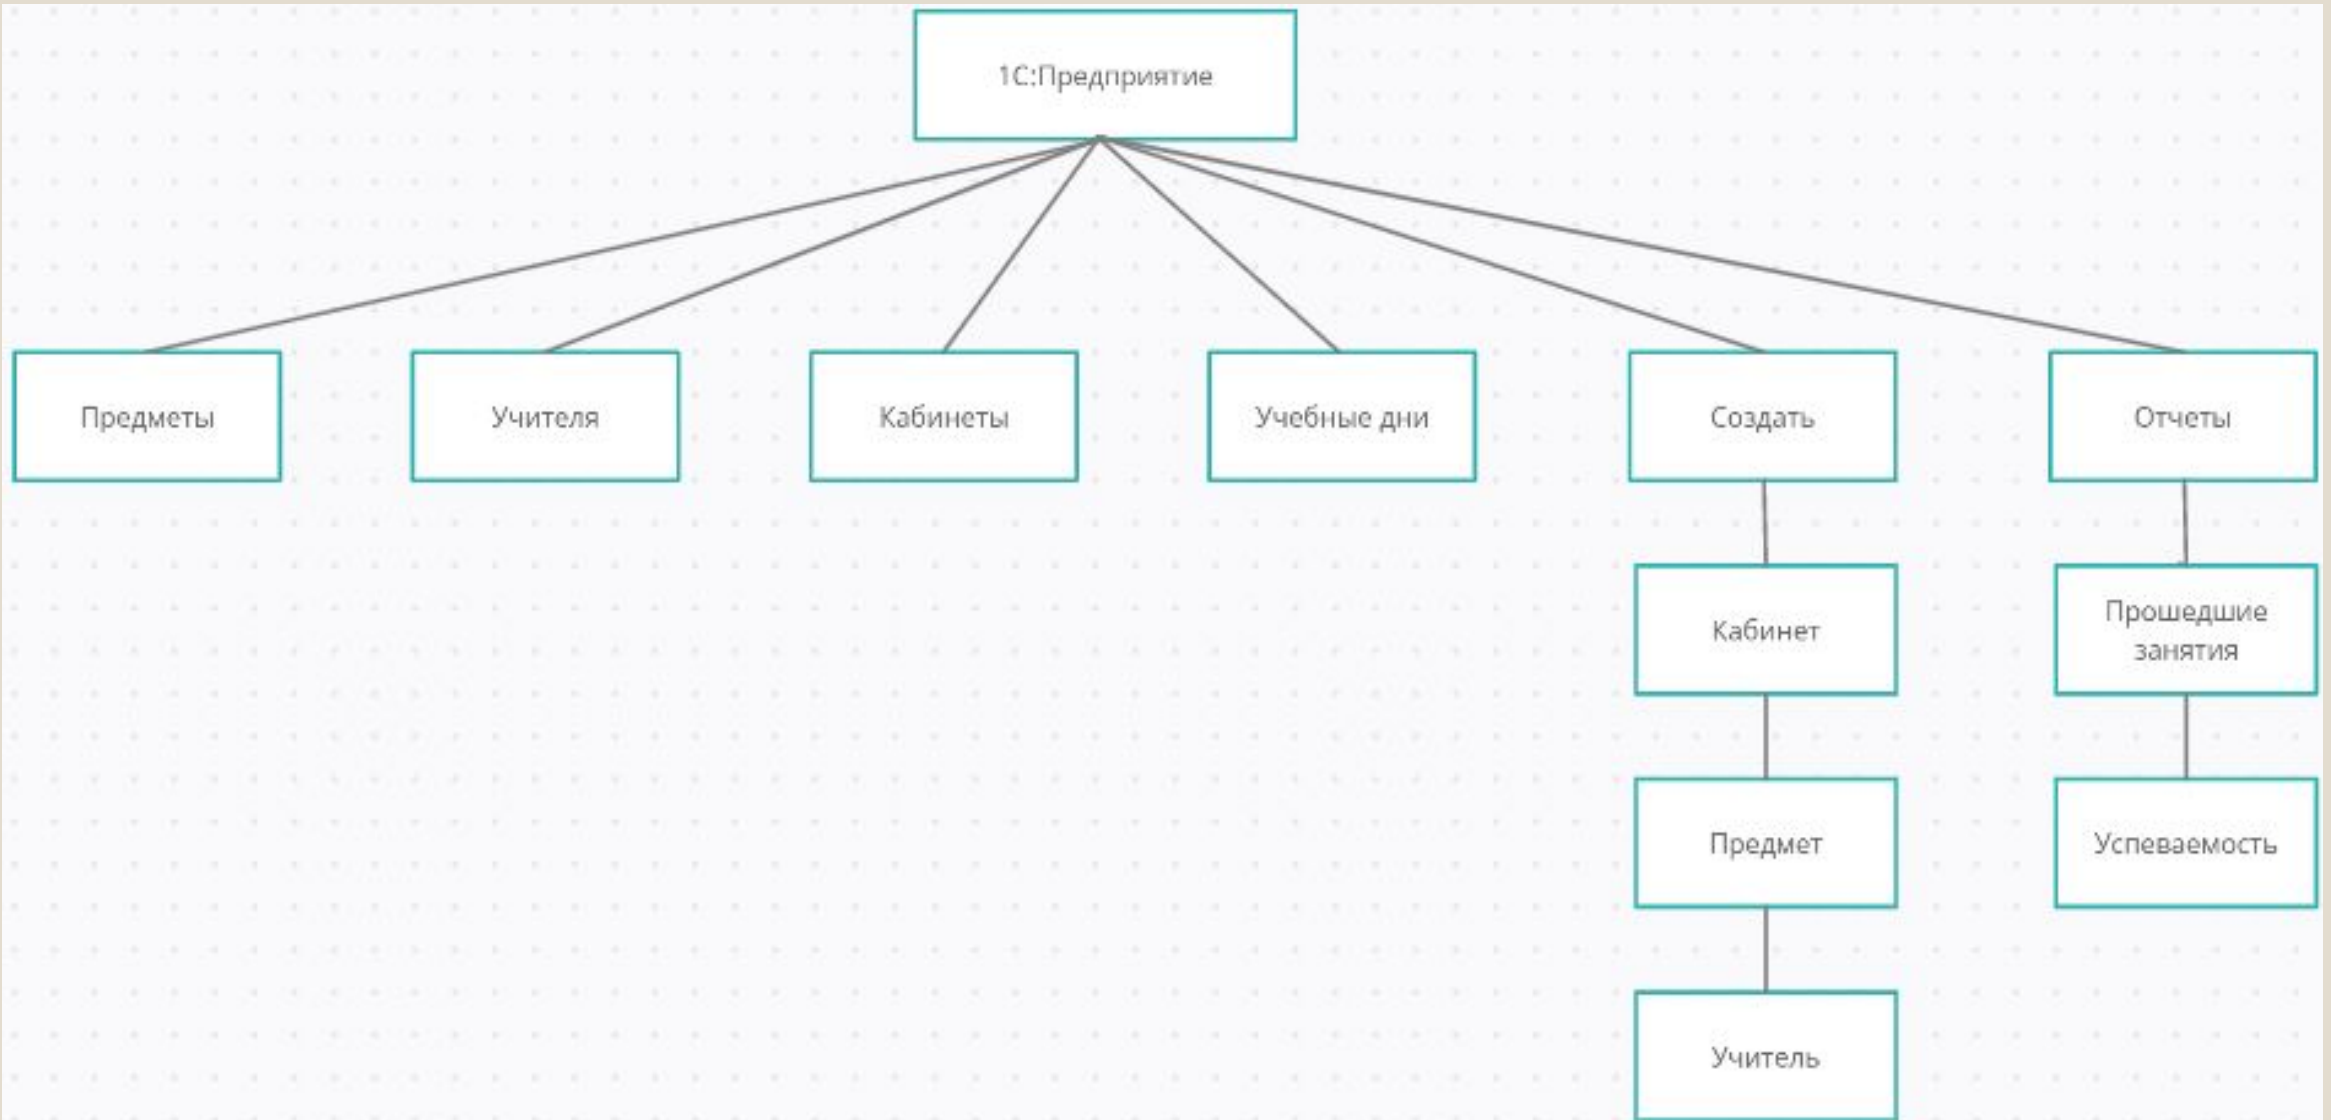 1С:Предприятие
Предметы
Учителя
Кабинеты
Учебные дни
Создать
Отчеты
Кабинет
Прошедшие
занятия
Предмет
Успеваемость
Учитель